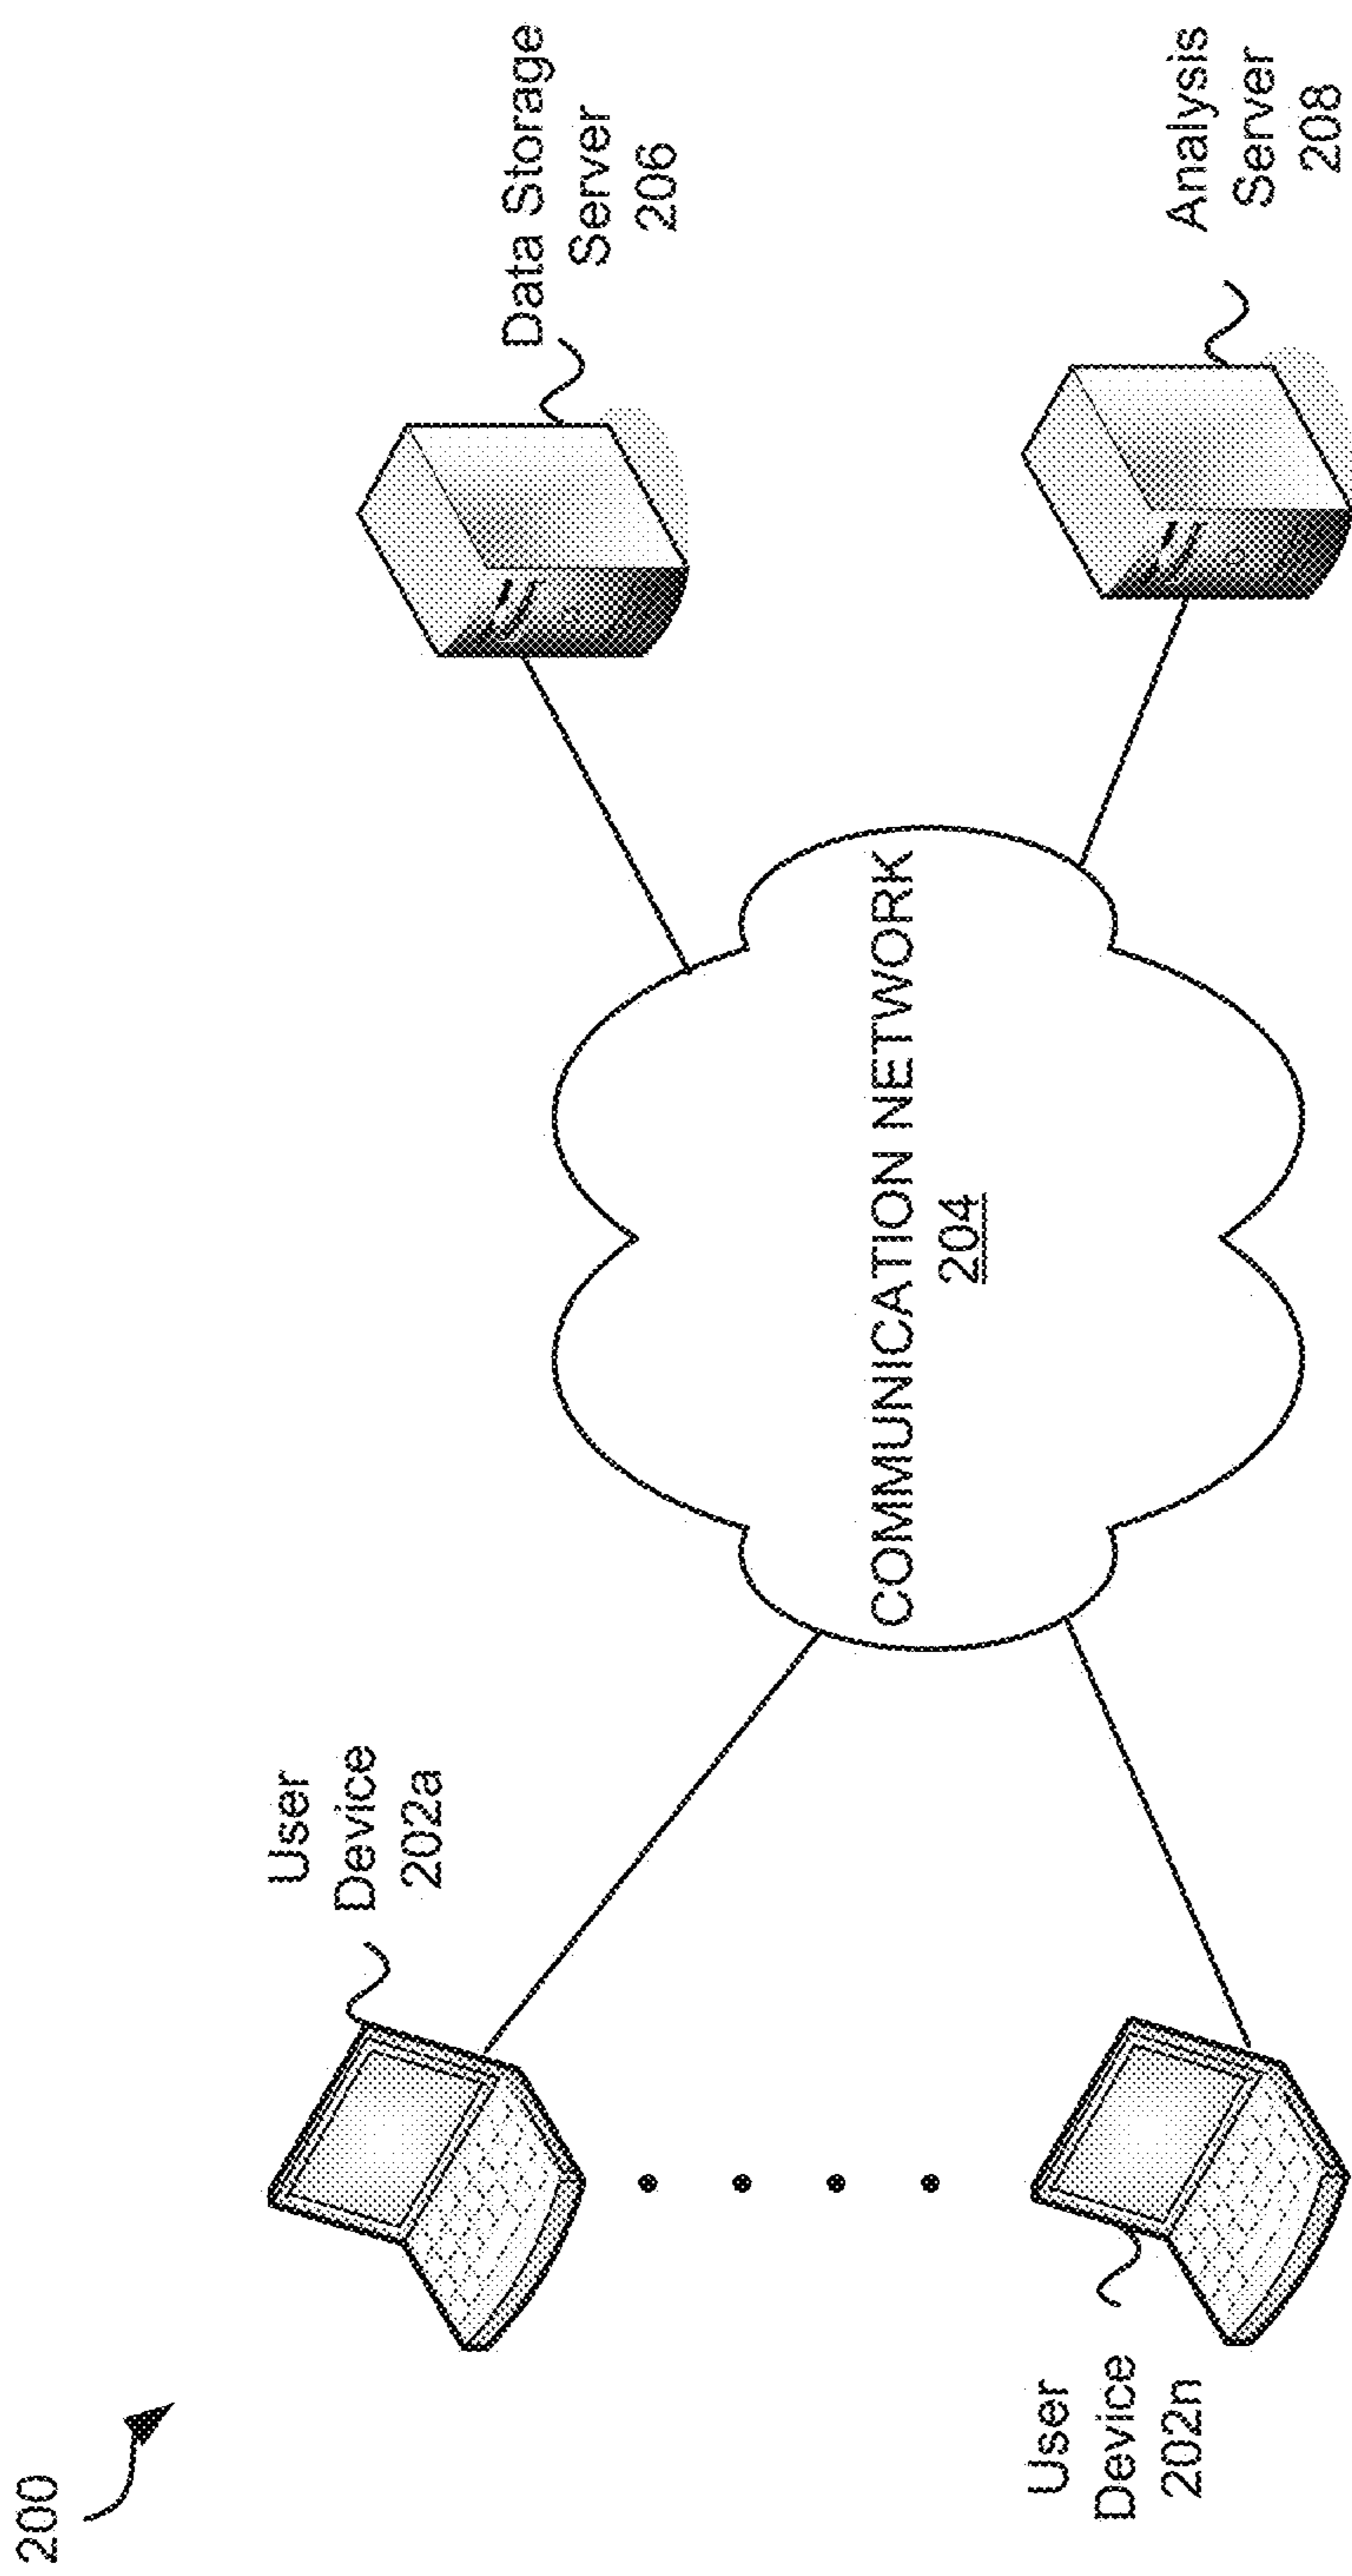 200
User
Device
202a
Data Storage
Server
206
COMMUNICATION NETWORK
204
User
Device
202n
Analysis
Server
208